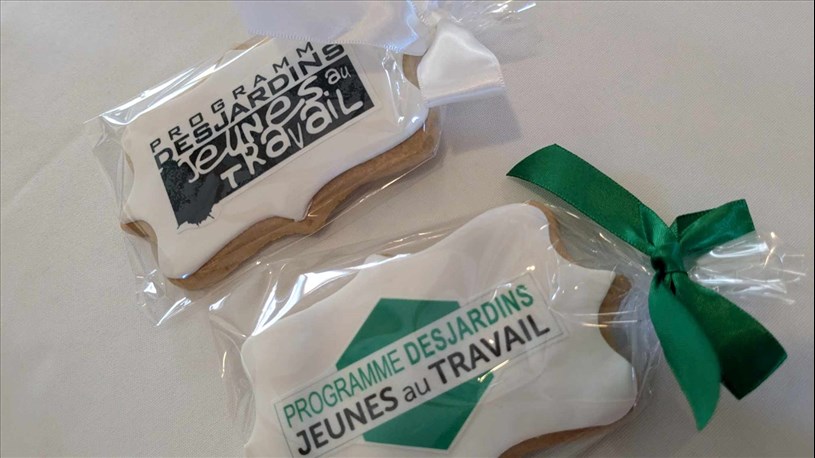 PROGRAMM
DESJARDINS
JEUNES au
TRAVAIL
PROGRAMME DESJARDINS
JEUNES au TRAVAIL